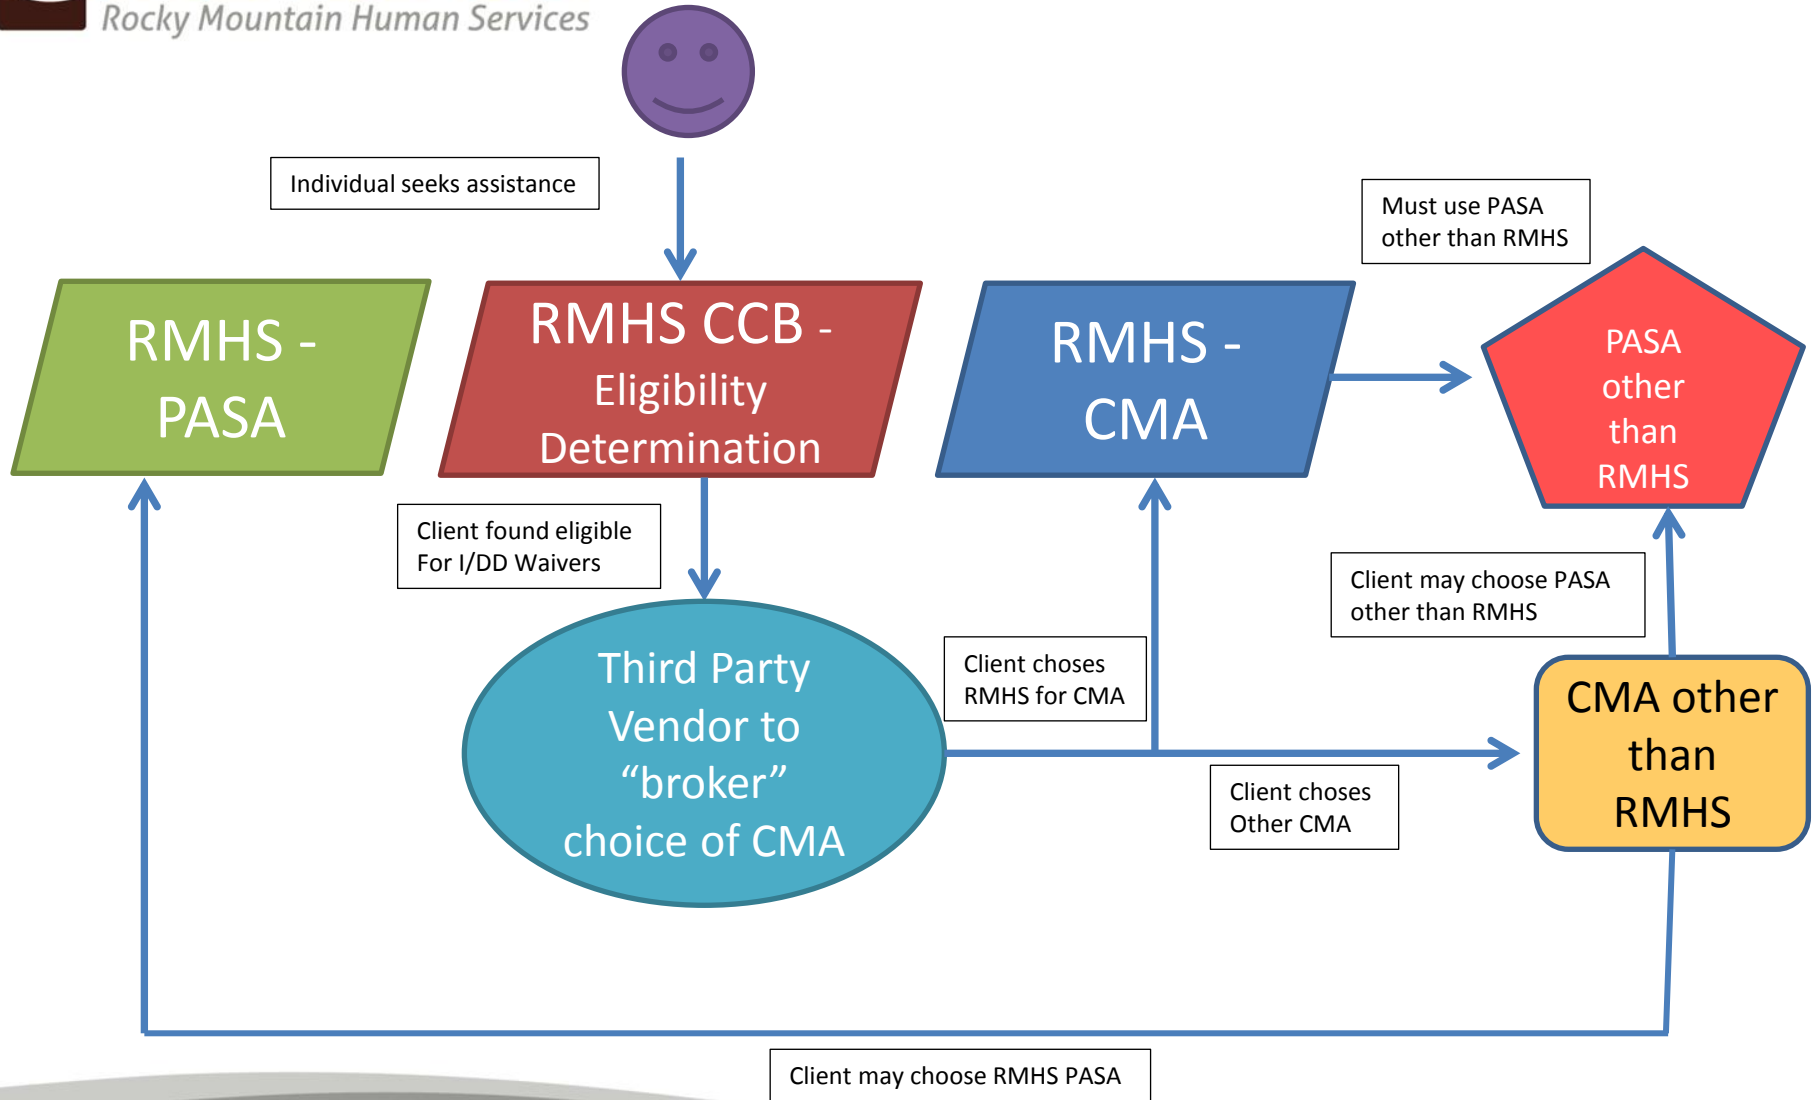 Rocky Mountain Human Services
Individual seeks assistance
Must use PASA
other than RMHS
RMHS -
PASA
RMHS CCB -
Eligibility
Determination
RMHS -
CMA
PASA
other
than
RMHS
Client found eligible
For I/DD Waivers
Client may choose PASA
other than RMHS
Third Party
Vendor to
“broker”
choice of CMA
Client choses
RMHS for CMA
Client choses
Other CMA
CMA other
than
RMHS
Client may choose RMHS PASA